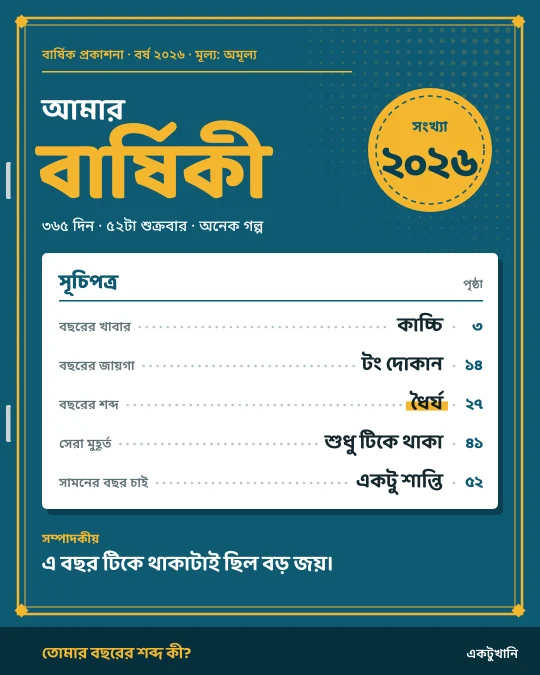 বার্ষিক প্রকাশনা · বর্ষ ২০২৬ · মূল্য: অমূল্য
আমার
বার্ষিকী
সংখ্যা
২০২৬
৩৬৫ দিন · ৫২টা শুক্রবার · অনেক গল্প
সূচিপত্র পৃষ্ঠা
বছরের খাবার কাচ্চি · ৩
বছরের জায়গা টং দোকান · ১৪
বছরের শব্দ ধৈর্য · ২৭
সেরা মুহূর্ত শুধু টিকে থাকা · ৪১
সামনের বছর চাই একটু শান্তি · ৫২
সম্পাদকীয়
এ বছর টিকে থাকাটাই ছিল বড় জয়।
তোমার বছরের শব্দ কী? একটুখানি